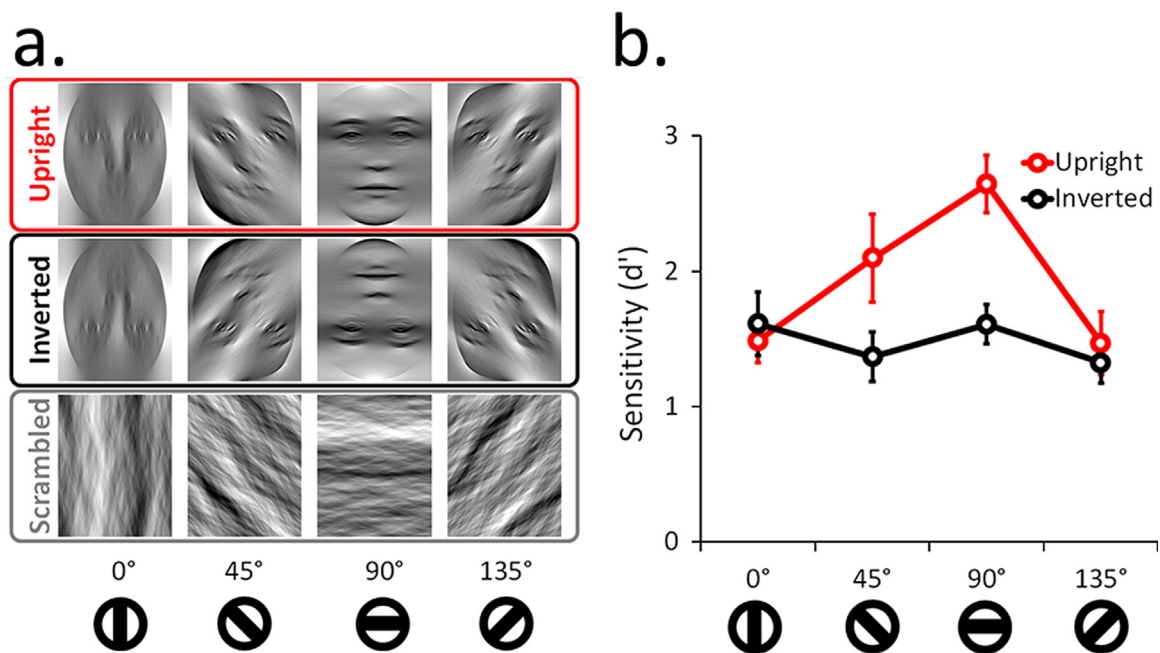 a.
Upright
Inverted
Scrambled
0° 45° 90° 135°
b.
Sensitivity (d')
3
2
1
0
Upright
Inverted
0° 45° 90° 135°